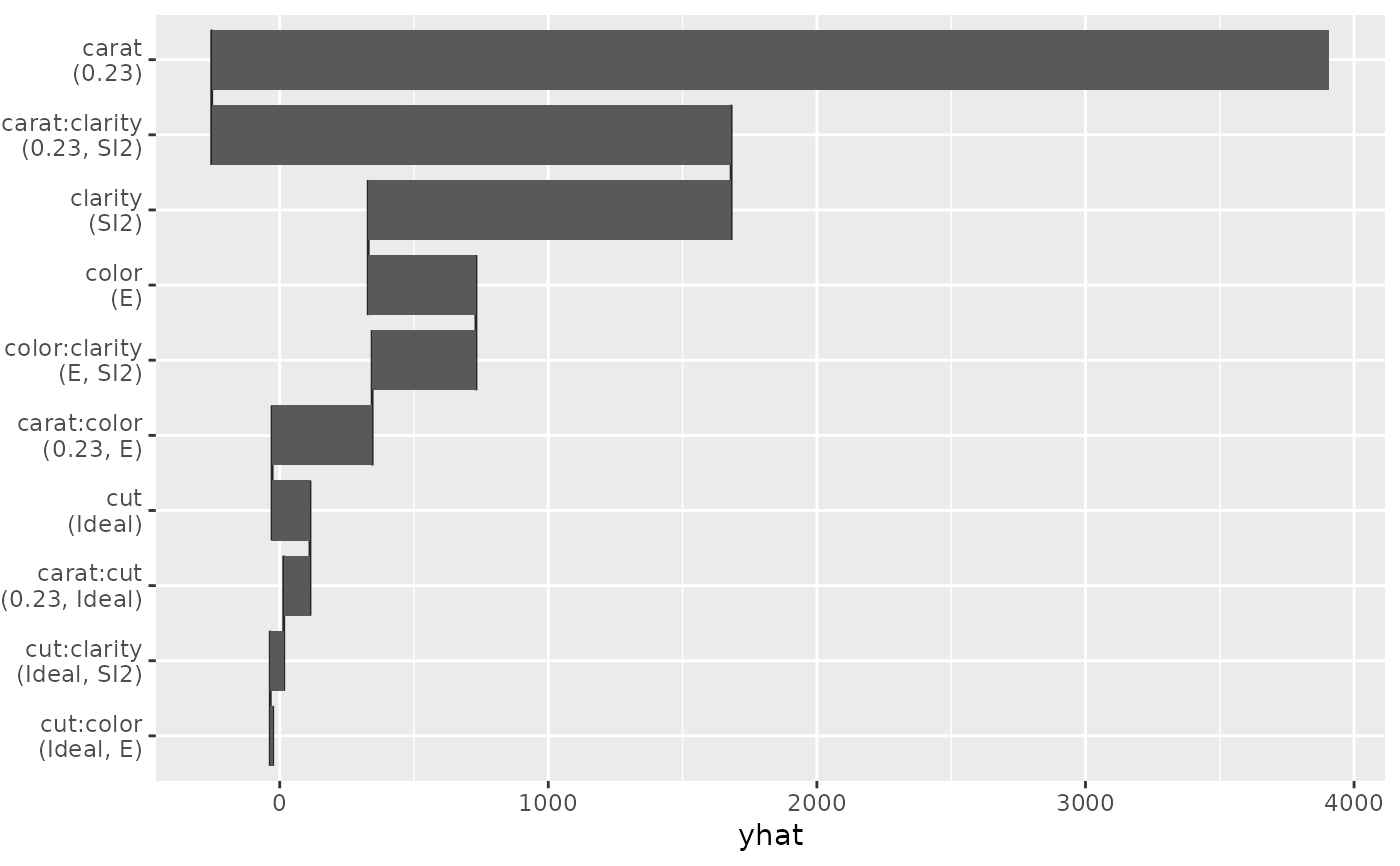 carat
(0.23)
carat:clarity
(0.23, SI2)
clarity
(SI2)
color
(E)
color:clarity
(E, SI2)
carat:color
(0.23, E)
cut
(Ideal)
carat:cut
(0.23, Ideal)
cut:clarity
(Ideal, SI2)
cut:color
(Ideal, E)
0 1000 2000 3000 4000
yhat